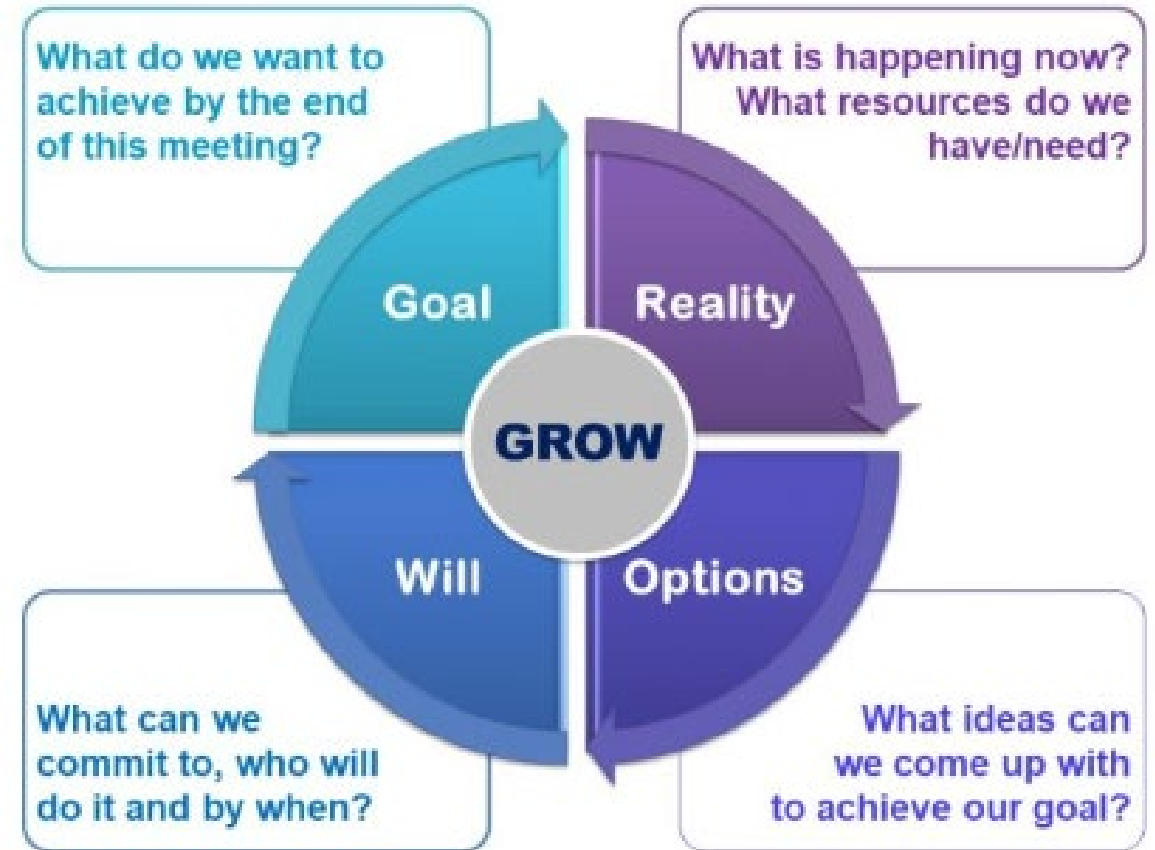 What do we want to
achieve by the end
of this meeting?
What is happening now?
What resources do we
have/need?
Goal
Reality
GROW
Will
Options
What can we
commit to, who will
do it and by when?
What ideas can
we come up with
to achieve our goal?